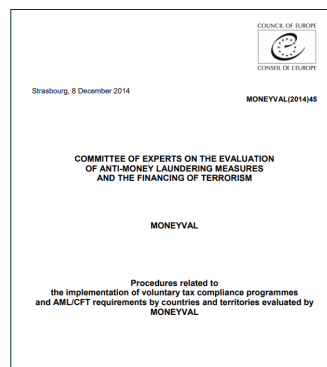 COUNCIL OF EUROPE
CONSEIL DE L'EUROPE
Strasbourg, 8 December 2014
MONEYVAL(2014)45
COMMITTEE OF EXPERTS ON THE EVALUATION
OF ANTI-MONEY LAUNDERING MEASURES
AND THE FINANCING OF TERRORISM
MONEYVAL
Procedures related to
the implementation of voluntary tax compliance programmes
and AML/CFT requirements by countries and territories evaluated by
MONEYVAL